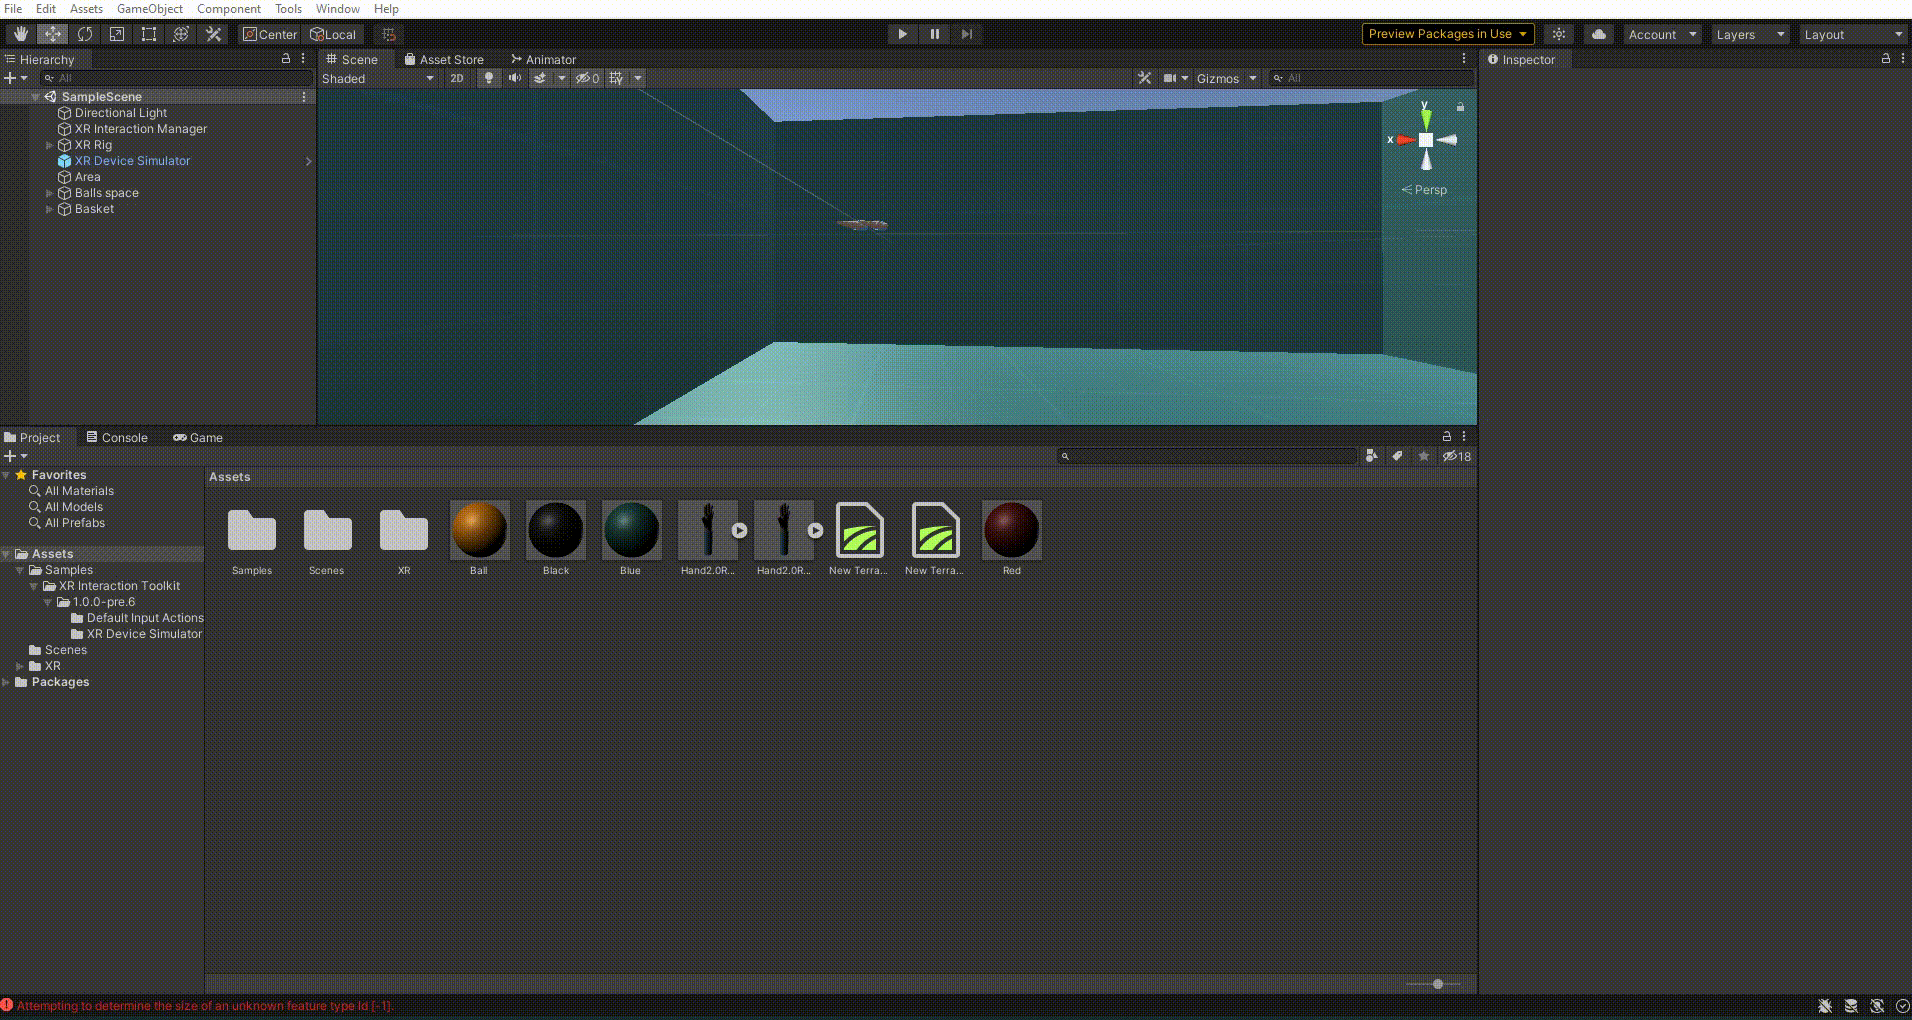 File Edit Assets GameObject Component Tools Window Help
Center Local Preview Packages in Use Account Layers Layout
Hierarchy Scene Asset Store Animator Inspector
All Shaded 2D 0 Gizmos All
SampleScene
Directional Light
XR Interaction Manager
XR Rig
XR Device Simulator
Area
Balls space
Basket
y
x
Persp
Project Console Game
18
Favorites
All Materials
All Models
All Prefabs
Assets
Samples
XR Interaction Toolkit
1.0.0-pre.6
Default Input Actions
XR Device Simulator
Scenes
XR
Packages
Assets
Samples Scenes XR Ball Black Blue Hand2.0R... Hand2.0R... New Terra... New Terra... Red
Attempting to determine the size of an unknown feature type id [-1].